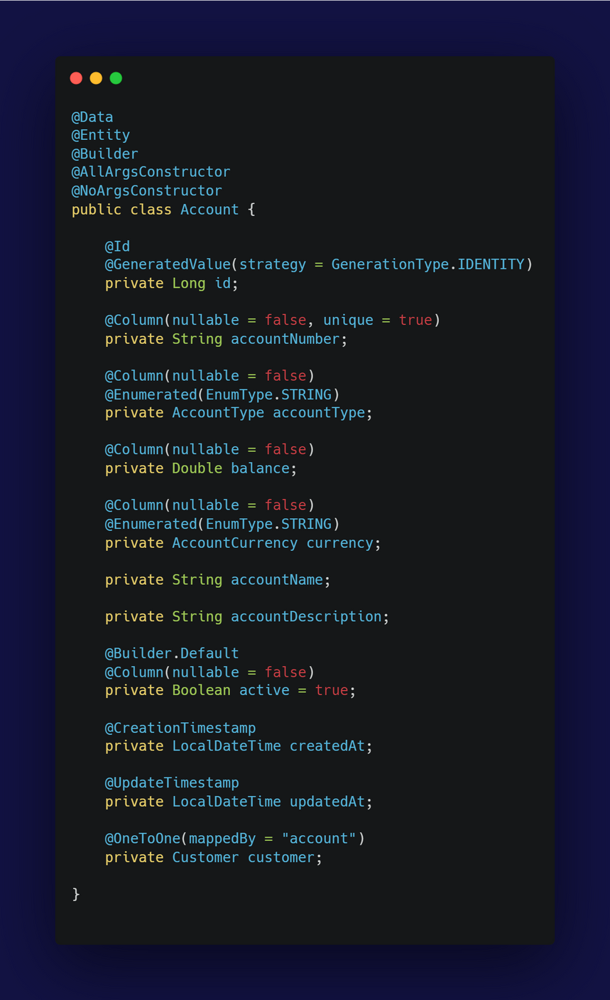 @Data
@Entity
@Builder
@AllArgsConstructor
@NoArgsConstructor
public class Account {
@Id
@GeneratedValue(strategy = GenerationType.IDENTITY)
private Long id;
@Column(nullable = false, unique = true)
private String accountNumber;
@Column(nullable = false)
@Enumerated(EnumType.STRING)
private AccountType accountType;
@Column(nullable = false)
private Double balance;
@Column(nullable = false)
@Enumerated(EnumType.STRING)
private AccountCurrency currency;
private String accountName;
private String accountDescription;
@Builder.Default
@Column(nullable = false)
private Boolean active = true;
@CreationTimestamp
private LocalDateTime createdAt;
@UpdateTimestamp
private LocalDateTime updatedAt;
@OneToOne(mappedBy = "account")
private Customer customer;
}